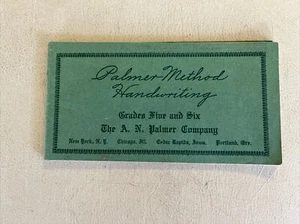 Palmer Method
Handwriting
Grades Five and Six
The A. N. Palmer Company
New York, N. Y. Chicago, Ill. Cedar Rapids, Iowa. Portland, Ore.